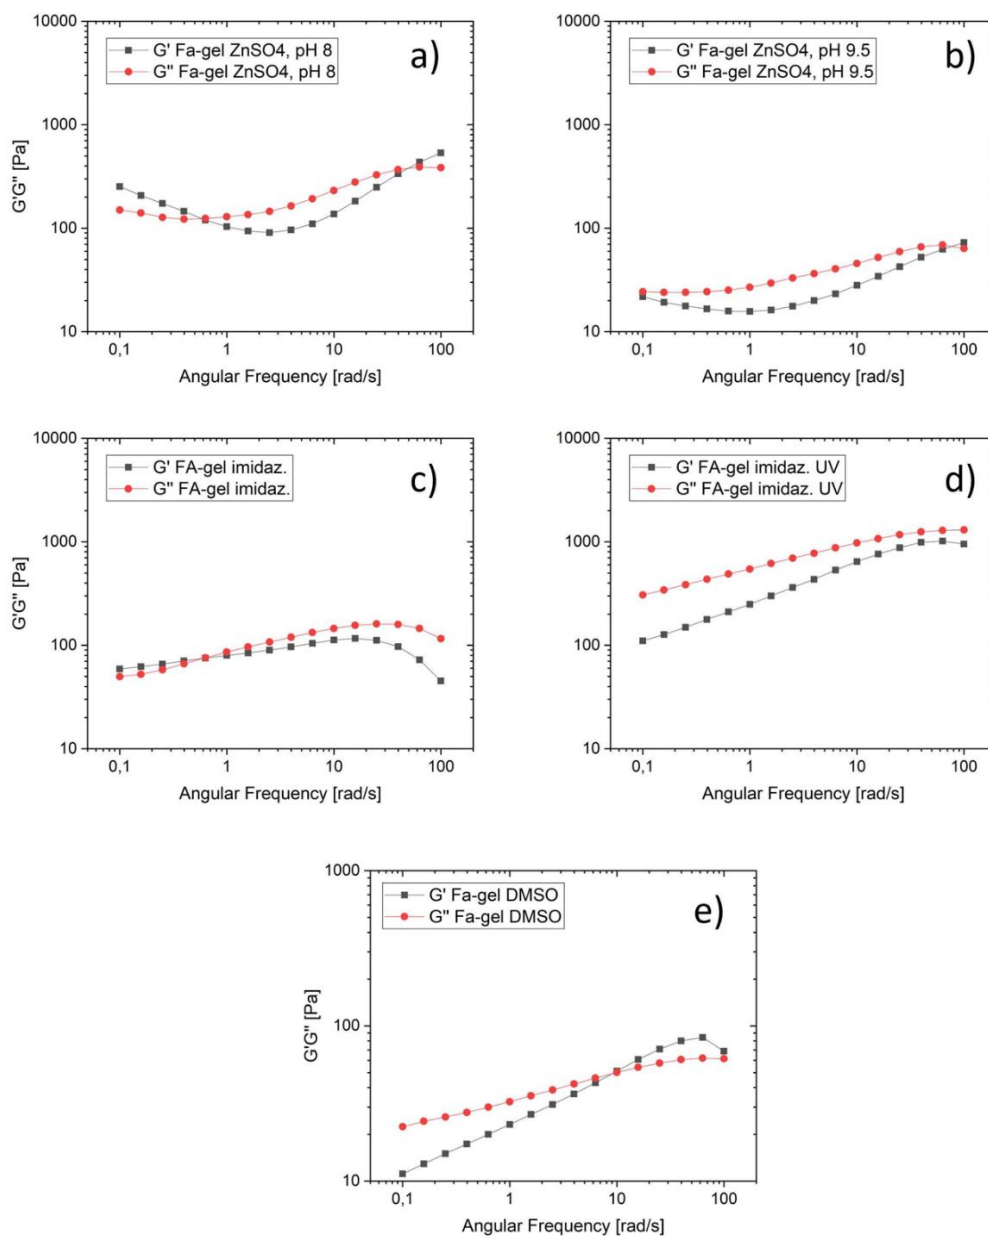 10000
G' Fa-gel ZnSO4, pH 8
G'' Fa-gel ZnSO4, pH 8
a)
1000
G'G'' [Pa]
100
10
0,1 1 10 100
Angular Frequency [rad/s]
10000
G' Fa-gel ZnSO4, pH 9.5
G'' Fa-gel ZnSO4, pH 9.5
b)
1000
100
10
0,1 1 10 100
Angular Frequency [rad/s]
10000
G' FA-gel imidaz.
G'' FA-gel imidaz.
c)
1000
G'G'' [Pa]
100
10
0,1 1 10 100
Angular Frequency [rad/s]
10000
G' FA-gel imidaz. UV
G'' FA-gel imidaz. UV
d)
1000
100
10
0,1 1 10 100
Angular Frequency [rad/s]
1000
G' Fa-gel DMSO
G'' Fa-gel DMSO
e)
G'G'' [Pa]
100
10
0,1 1 10 100
Angular Frequency [rad/s]